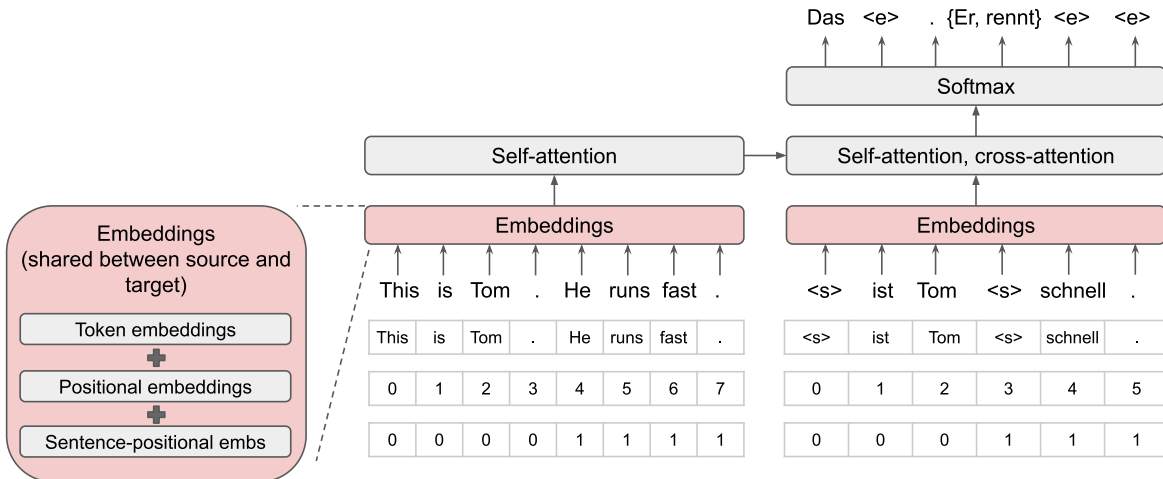 Das <e> . {Er, rennt} <e> <e>
Softmax
Self-attention
Self-attention, cross-attention
Embeddings
Embeddings
Embeddings
(shared between source and
target)
Token embeddings
Positional embeddings
Sentence-positional embs
This is Tom . He runs fast .
This is Tom . He runs fast .
0 1 2 3 4 5 6 7
0 0 0 0 1 1 1 1
<s> ist Tom <s> schnell .
<s> ist Tom <s> schnell .
0 1 2 3 4 5
0 0 0 1 1 1